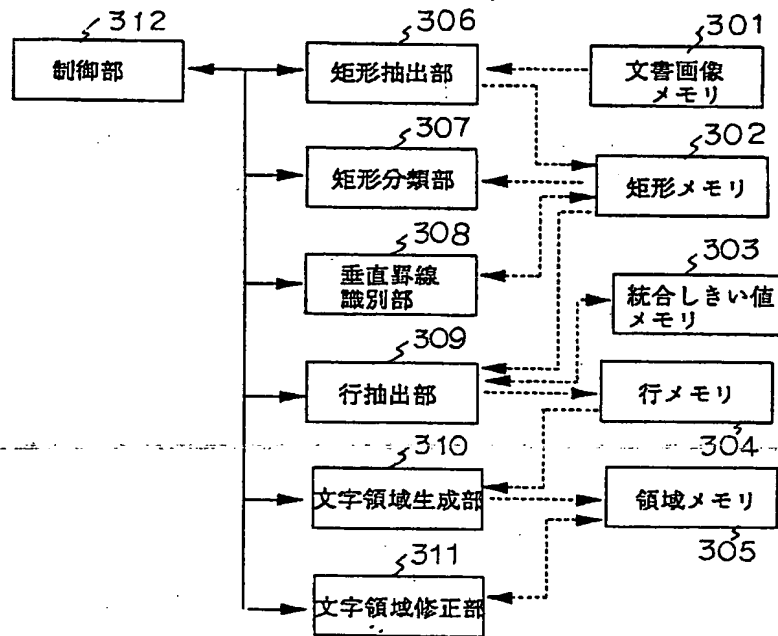 312
制御部
306
矩形抽出部
301
文書画像
メモリ
307
矩形分類部
302
矩形メモリ
308
垂直罫線
識別部
303
統合しきい値
メモリ
309
行抽出部
行メモリ
304
310
文字領域生成部
領域メモリ
305
311
文字領域修正部